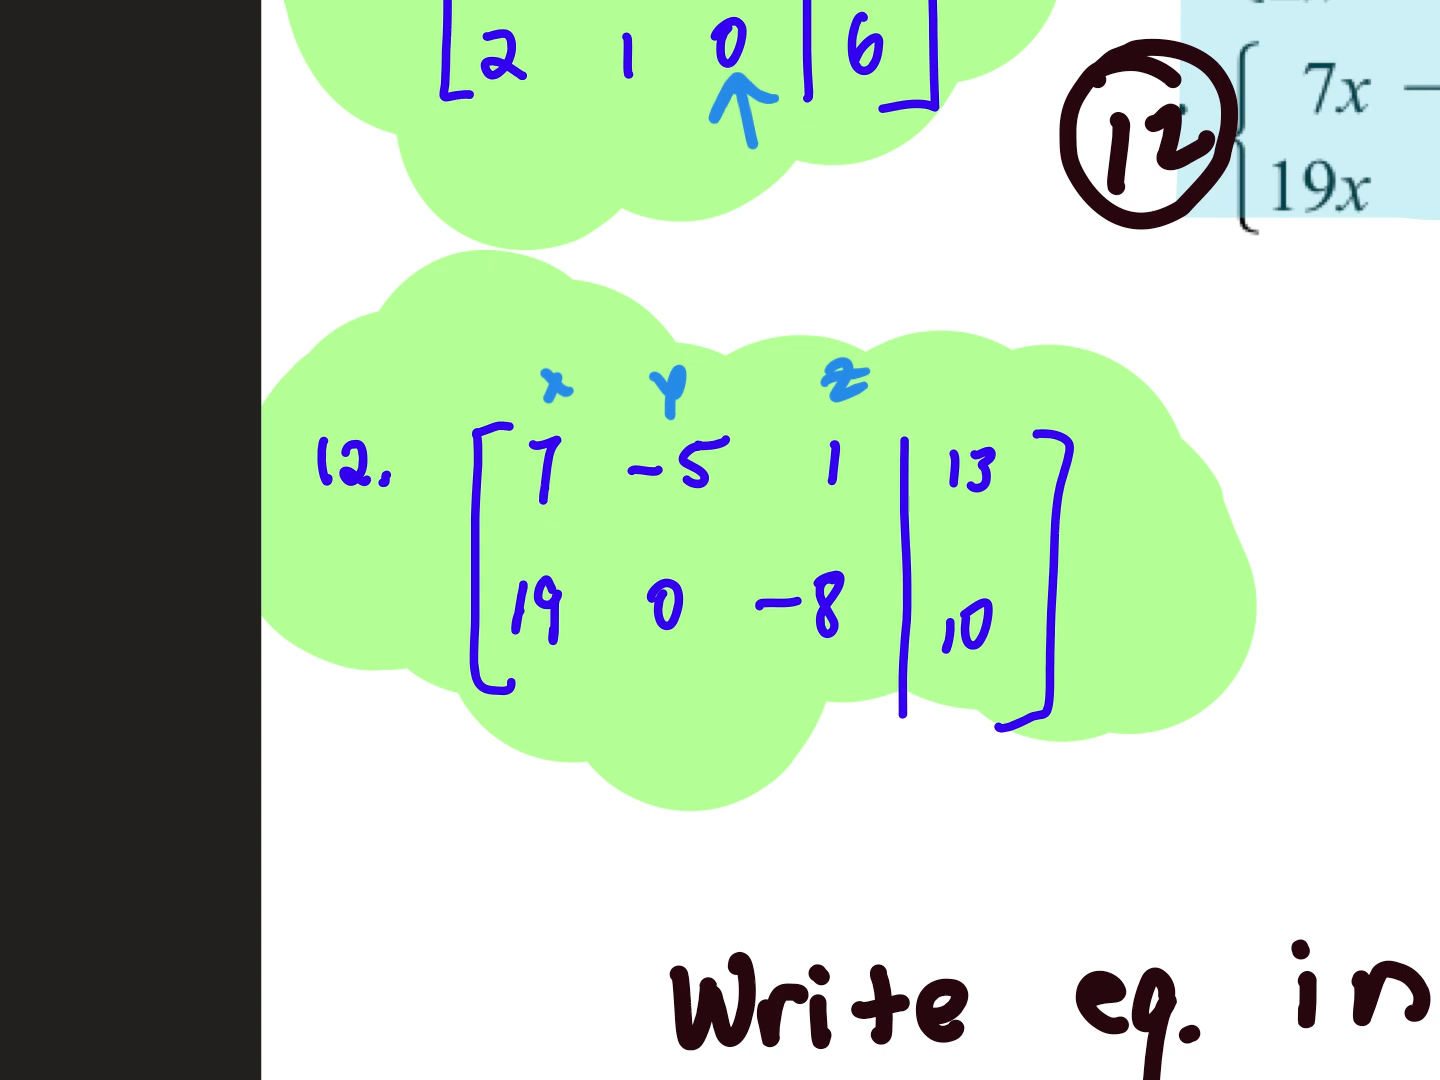 2 1 0 | 6
12
7x −
19x
x y z
12. 7 -5 1 | 13
19 0 -8 | 10
Write eq. in